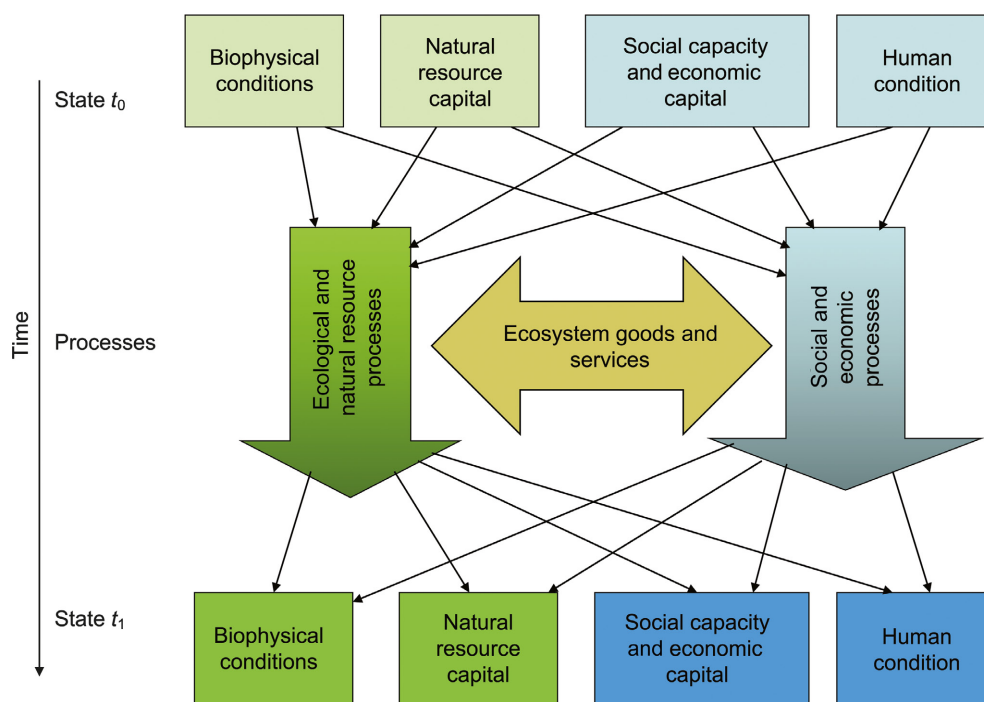 Biophysical
conditions
Natural
resource
capital
Social capacity
and economic
capital
Human
condition
State t₀
Time
Processes
Ecological and
natural resource
processes
Ecosystem goods and
services
Social and
economic
processes
State t₁
Biophysical
conditions
Natural
resource
capital
Social capacity
and economic
capital
Human
condition